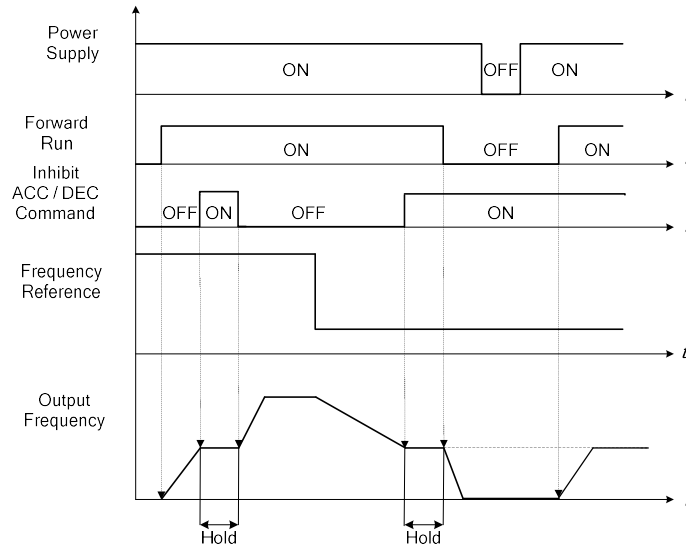 Power
Supply
ON
OFF
ON
Forward
Run
ON
OFF
ON
Inhibit
ACC / DEC
Command
OFF
ON
OFF
ON
Frequency
Reference
t
Output
Frequency
Hold
Hold